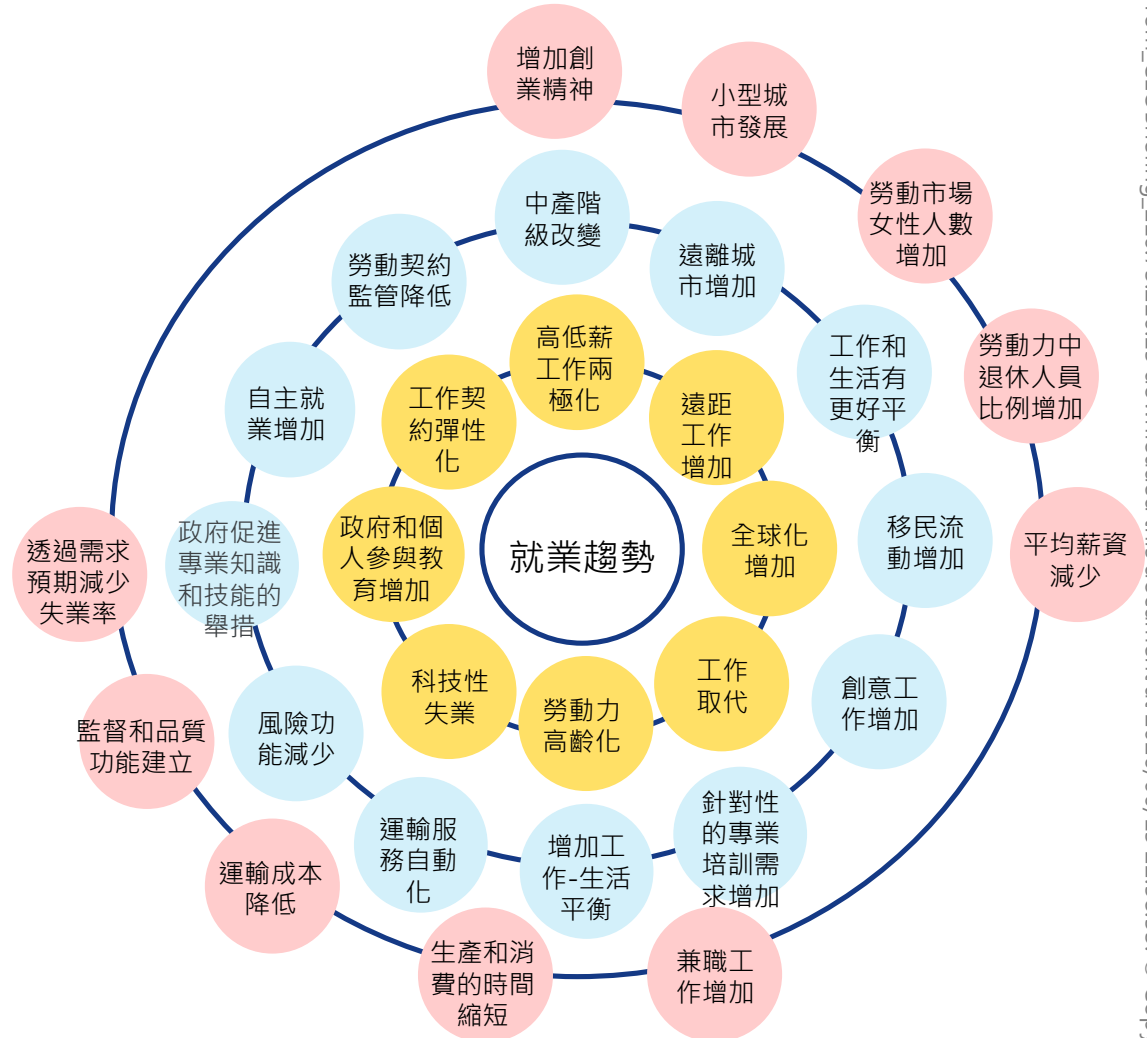 增加創
業精神
小型城
市發展
勞動市場
女性人數
增加
勞動力中
退休人員
比例增加
平均薪資
減少
兼職工
作增加
生產和消
費的時間
縮短
運輸成本
降低
監督和品質
功能建立
透過需求
預期減少
失業率
中產階
級改變
遠離城
市增加
工作和
生活有
更好平
衡
移民流
動增加
創意工
作增加
針對性
的專業
培訓需
求增加
增加工
作-生活
平衡
運輸服
務自動
化
風險功
能減少
政府促進
專業知識
和技能的
舉措
自主就
業增加
勞動契約
監管降低
高低薪
工作兩
極化
遠距
工作
增加
全球化
增加
工作
取代
勞動力
高齡化
科技性
失業
政府和個
人參與教
育增加
工作契
約彈性
化
就業趨勢